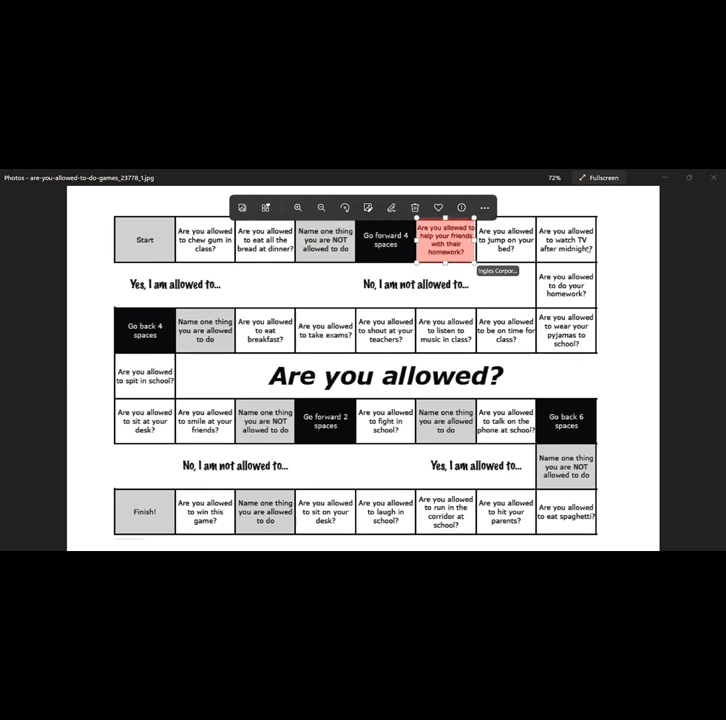 Photos - are-you-allowed-to-do-games_23778_1.jpg
72%
Fullscreen
Start
Are you allowed
to chew gum in
class?
Are you allowed
to eat all the
bread at dinner?
Name one thing
you are NOT
allowed to do
Go forward 4
spaces
Are you allowed to
help your friends
with their
homework?
Are you allowed
to jump on your
bed?
Are you allowed
to watch TV
after midnight?
Ingles Corpor...
Yes, I am allowed to...
No, I am not allowed to...
Are you allowed
to do your
homework?
Go back 4
spaces
Name one thing
you are allowed
to do
Are you allowed
to eat
breakfast?
Are you allowed
to take exams?
Are you allowed
to shout at your
teachers?
Are you allowed
to listen to
music in class?
Are you allowed
to be on time for
class?
Are you allowed
to wear your
pyjamas to
school?
Are you allowed
to spit in school?
Are you allowed?
Are you allowed
to sit at your
desk?
Are you allowed
to smile at your
friends?
Name one thing
you are NOT
allowed to do
Go forward 2
spaces
Are you allowed
to fight in
school?
Name one thing
you are allowed
to do
Are you allowed
to talk on the
phone at school?
Go back 6
spaces
No, I am not allowed to...
Yes, I am allowed to...
Name one thing
you are NOT
allowed to do
Finish!
Are you allowed
to win this
game?
Name one thing
you are allowed
to do
Are you allowed
to sit on your
desk?
Are you allowed
to laugh in
school?
Are you allowed
to run in the
corridor at
school?
Are you allowed
to hit your
parents?
Are you allowed
to eat spaghetti?